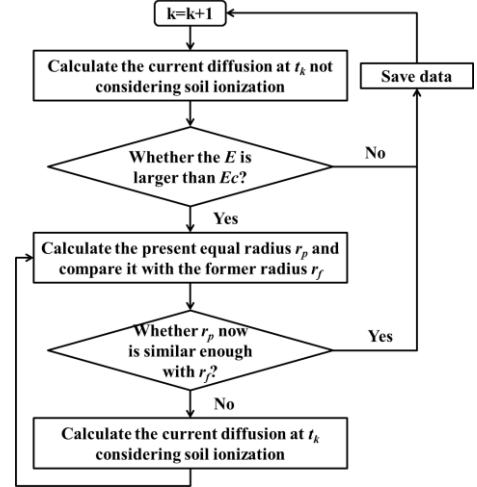 k=k+1
Calculate the current diffusion at t_k not
considering soil ionization
Save data
Whether the E is
larger than Ec?
No
Yes
Calculate the present equal radius r_p and
compare it with the former radius r_f
Whether r_p now
is similar enough
with r_f?
Yes
No
Calculate the current diffusion at t_k
considering soil ionization